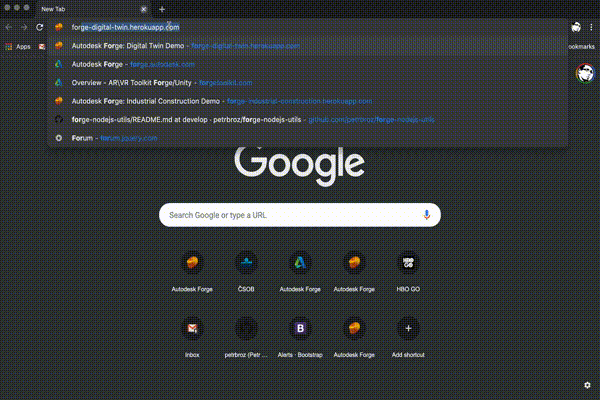 New Tab
forge-digital-twin.herokuapp.com
Apps
Autodesk Forge: Digital Twin Demo - forge-digital-twin.herokuapp.com
Autodesk Forge - forge.autodesk.com
Overview - AR\VR Toolkit Forge/Unity - forgetoolkit.com
Autodesk Forge: Industrial Construction Demo - forge-industrial-construction.herokuapp.com
forge-nodejs-utils/README.md at develop · petrbroz/forge-nodejs-utils - github.com/petrbroz/forge-nodejs-utils
Forum - forum.jquery.com
Google
Search Google or type a URL
Autodesk Forge
ČSOB
Autodesk Forge
Autodesk Forge
HBO GO
Inbox
petrbroz (Petr ...
Alerts · Bootstrap
Autodesk Forge
Add shortcut